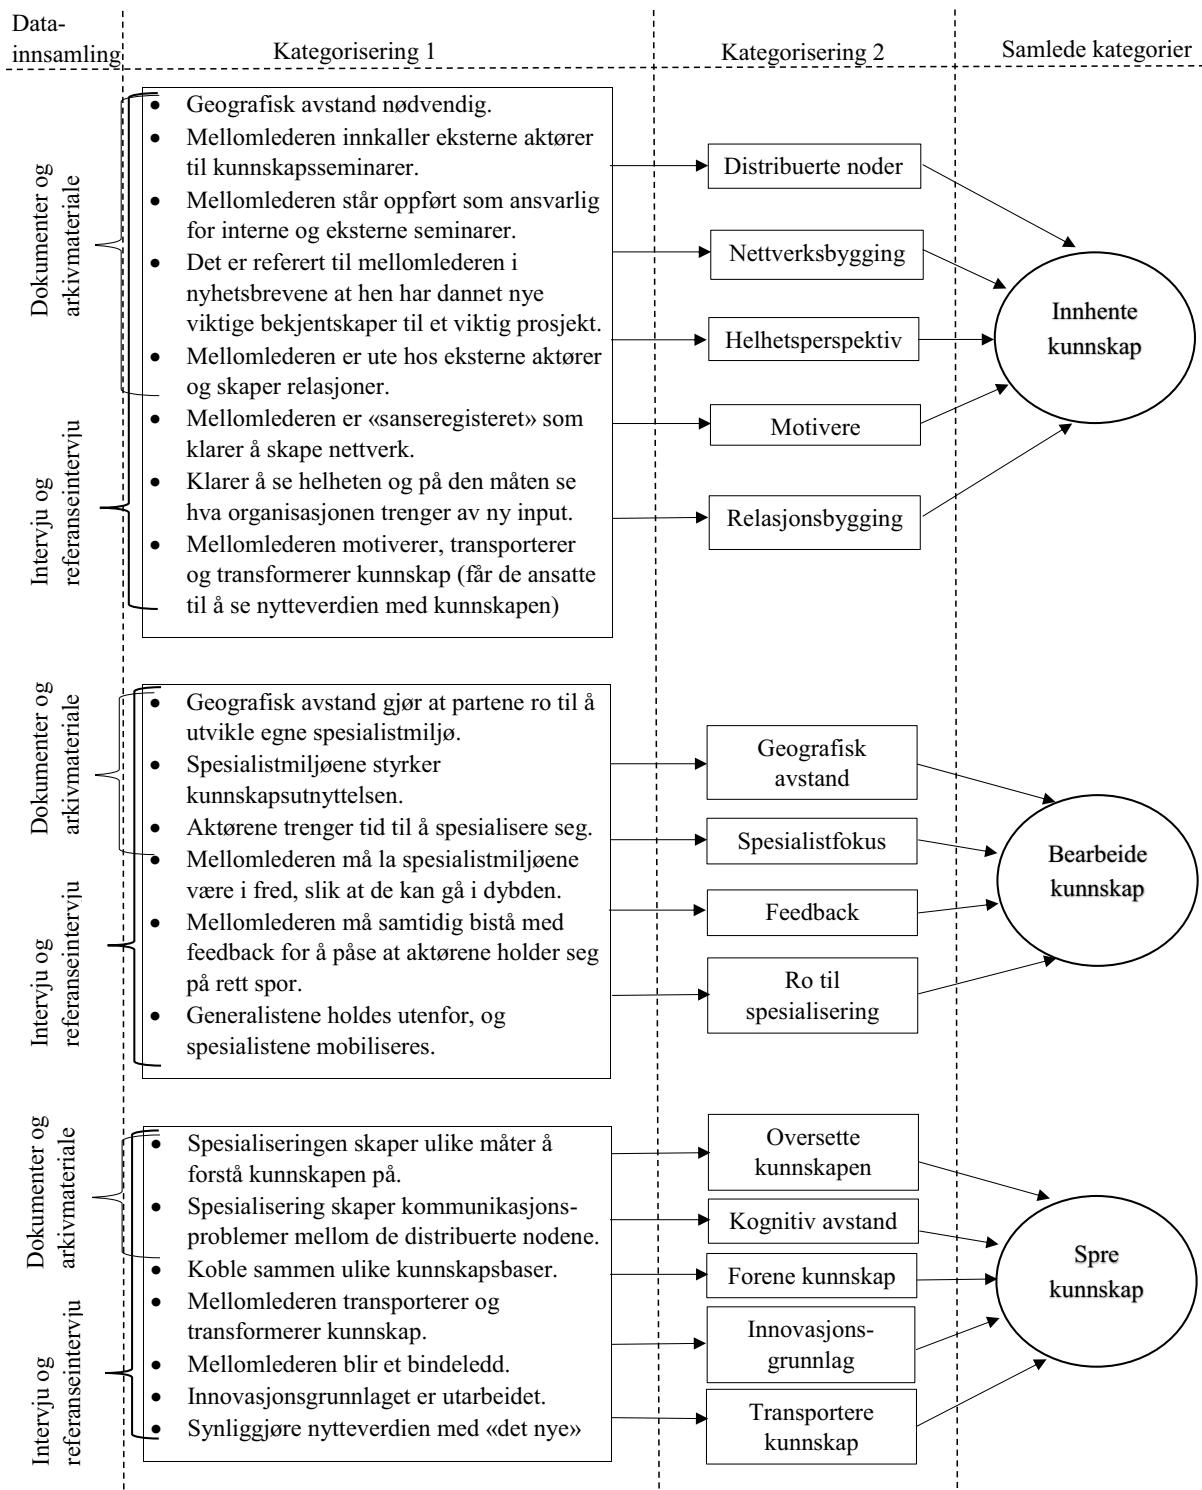 Data-
innsamling
Kategorisering 1
Kategorisering 2
Samlede kategorier
Dokumenter og
arkivmateriale
Intervju og
referanseintervju
• Geografisk avstand nødvendig.
• Mellomlederen innkaller eksterne aktører
til kunnskapsseminarer.
• Mellomlederen står oppført som ansvarlig
for interne og eksterne seminarer.
• Det er referert til mellomlederen i
nyhetsbrevene at hen har dannet nye
viktige bekjentskaper til et viktig prosjekt.
• Mellomlederen er ute hos eksterne aktører
og skaper relasjoner.
• Mellomlederen er «sanseregisteret» som
klarer å skape nettverk.
• Klarer å se helheten og på den måten se
hva organisasjonen trenger av ny input.
• Mellomlederen motiverer, transporterer
og transformerer kunnskap (får de ansatte
til å se nytteverdien med kunnskapen)
Distribuerte noder
Nettverksbygging
Helhetsperspektiv
Motivere
Relasjonsbygging
Innhente
kunnskap
Dokumenter og
arkivmateriale
Intervju og
referanseintervju
• Geografisk avstand gjør at partene ro til å
utvikle egne spesialistmiljø.
• Spesialistmiljøene styrker
kunnskapsutnyttelsen.
• Aktørene trenger tid til å spesialisere seg.
• Mellomlederen må la spesialistmiljøene
være i fred, slik at de kan gå i dybden.
• Mellomlederen må samtidig bistå med
feedback for å påse at aktørene holder seg
på rett spor.
• Generalistene holdes utenfor, og
spesialistene mobiliseres.
Geografisk
avstand
Spesialistfokus
Feedback
Ro til
spesialisering
Bearbeide
kunnskap
Dokumenter og
arkivmateriale
Intervju og
referanseintervju
• Spesialiseringen skaper ulike måter å
forstå kunnskapen på.
• Spesialisering skaper kommunikasjons-
problemer mellom de distribuerte nodene.
• Koble sammen ulike kunnskapsbaser.
• Mellomlederen transporterer og
transformerer kunnskap.
• Mellomlederen blir et bindeledd.
• Innovasjonsgrunnlaget er utarbeidet.
• Synliggjøre nytteverdien med «det nye»
Oversette
kunnskapen
Kognitiv avstand
Forene kunnskap
Innovasjons-
grunnlag
Transportere
kunnskap
Spre
kunnskap